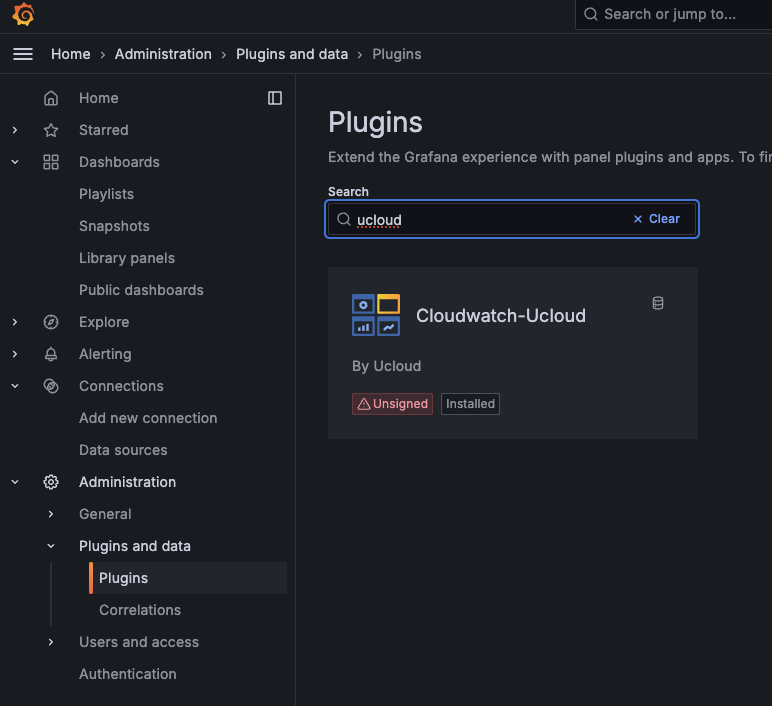 Search or jump to...
Home › Administration › Plugins and data › Plugins
Home
Starred
Dashboards
Playlists
Snapshots
Library panels
Public dashboards
Explore
Alerting
Connections
Add new connection
Data sources
Administration
General
Plugins and data
Plugins
Correlations
Users and access
Authentication
Plugins
Extend the Grafana experience with panel plugins and apps. To
Search
ucloud
Clear
Cloudwatch-Ucloud
By Ucloud
Unsigned Installed